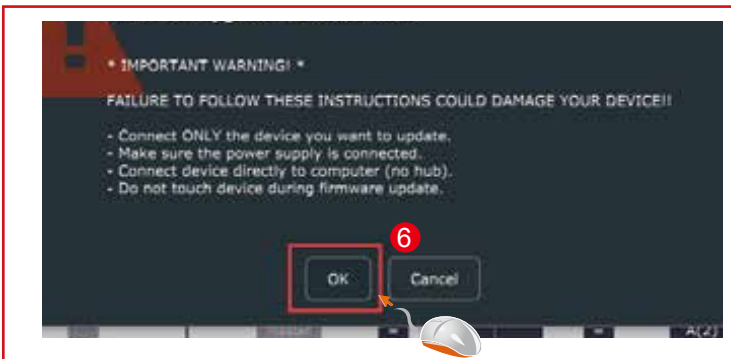 * IMPORTANT WARNING! *
FAILURE TO FOLLOW THESE INSTRUCTIONS COULD DAMAGE YOUR DEVICE!!
- Connect ONLY the device you want to update.
- Make sure the power supply is connected.
- Connect device directly to computer (no hub).
- Do not touch device during firmware update.
6
OK Cancel
A(2)